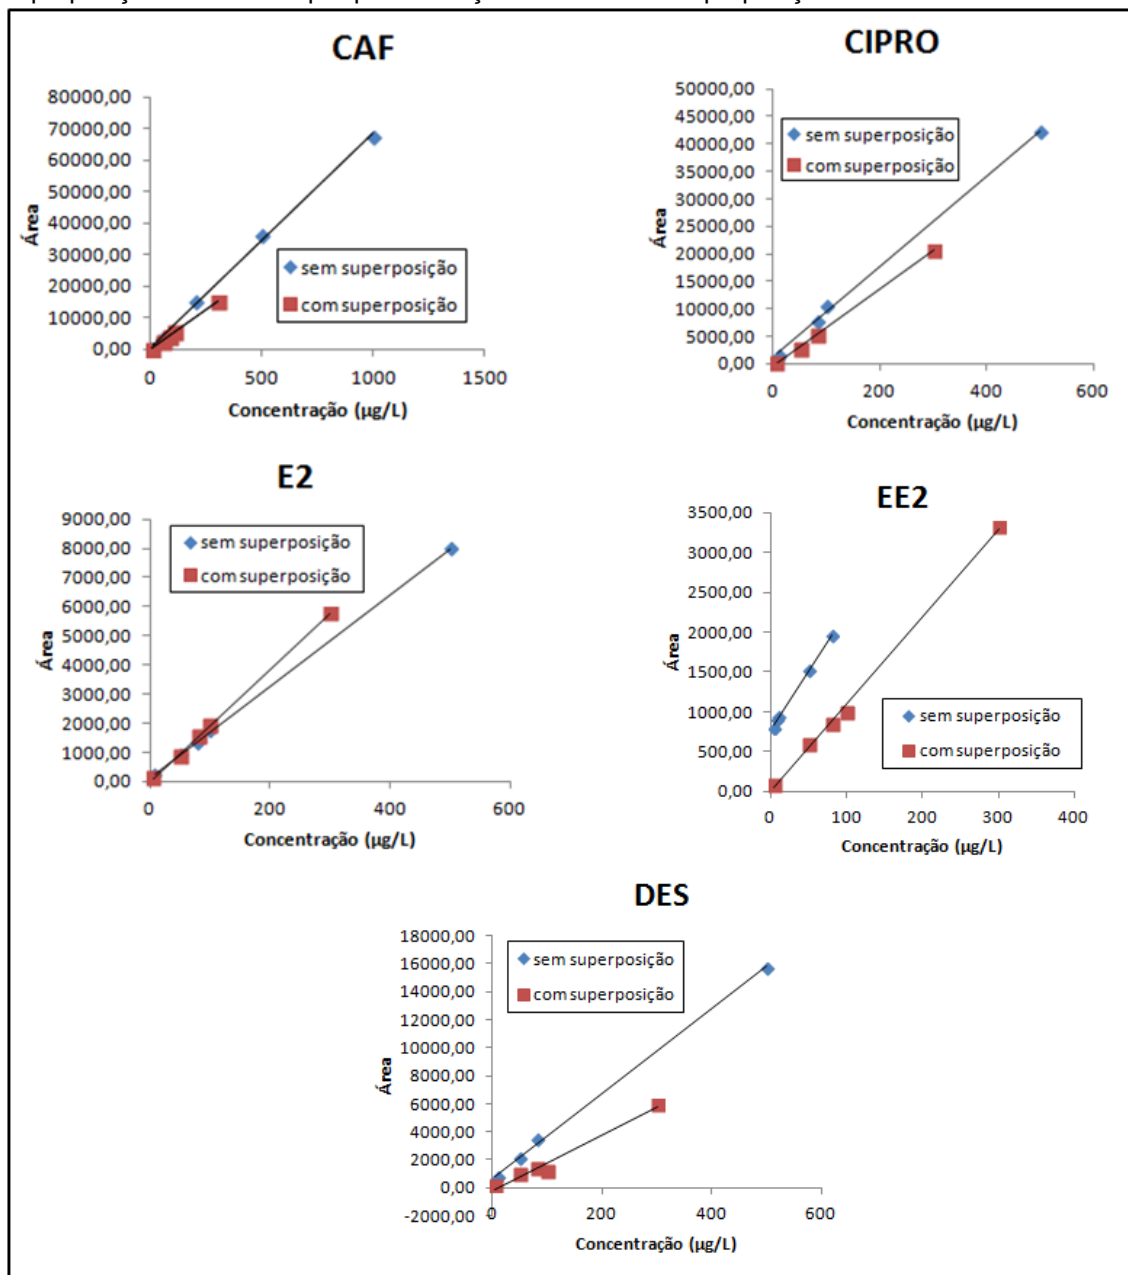 CAF
80000,00
70000,00
60000,00
50000,00
40000,00
30000,00
20000,00
10000,00
0,00
Área
0 500 1000 1500
Concentração (µg/L)
sem superposição
com superposição
CIPRO
50000,00
45000,00
40000,00
35000,00
30000,00
25000,00
20000,00
15000,00
10000,00
5000,00
0,00
Área
0 200 400 600
Concentração (µg/L)
sem superposição
com superposição
E2
9000,00
8000,00
7000,00
6000,00
5000,00
4000,00
3000,00
2000,00
1000,00
0,00
Área
0 200 400 600
Concentração (µg/L)
sem superposição
com superposição
EE2
3500,00
3000,00
2500,00
2000,00
1500,00
1000,00
500,00
0,00
Área
0 100 200 300 400
Concentração (µg/L)
sem superposição
com superposição
DES
18000,00
16000,00
14000,00
12000,00
10000,00
8000,00
6000,00
4000,00
2000,00
0,00
-2000,00
Área
0 200 400 600
Concentração (µg/L)
sem superposição
com superposição